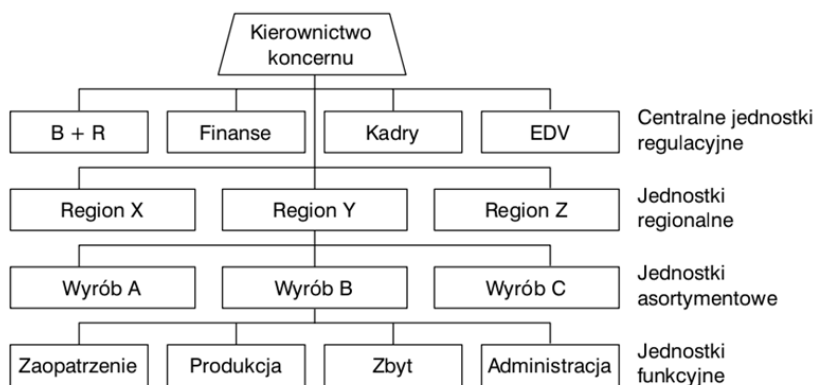 Kierownictwo
koncernu
B + R
Finanse
Kadry
EDV
Centralne jednostki
regulacyjne
Region X
Region Y
Region Z
Jednostki
regionalne
Wyrób A
Wyrób B
Wyrób C
Jednostki
asortymentowe
Zaopatrzenie
Produkcja
Zbyt
Administracja
Jednostki
funkcyjne